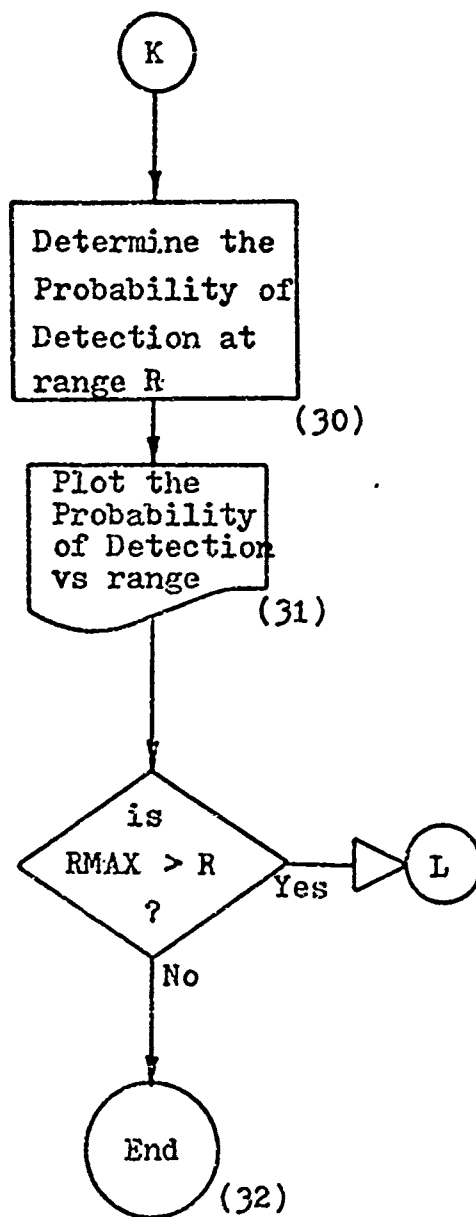 K
Determine the
Probability of
Detection at
range R
(30)
Plot the
Probability
of Detection
vs range
(31)
is
RMAX > R
?
Yes
L
No
End
(32)